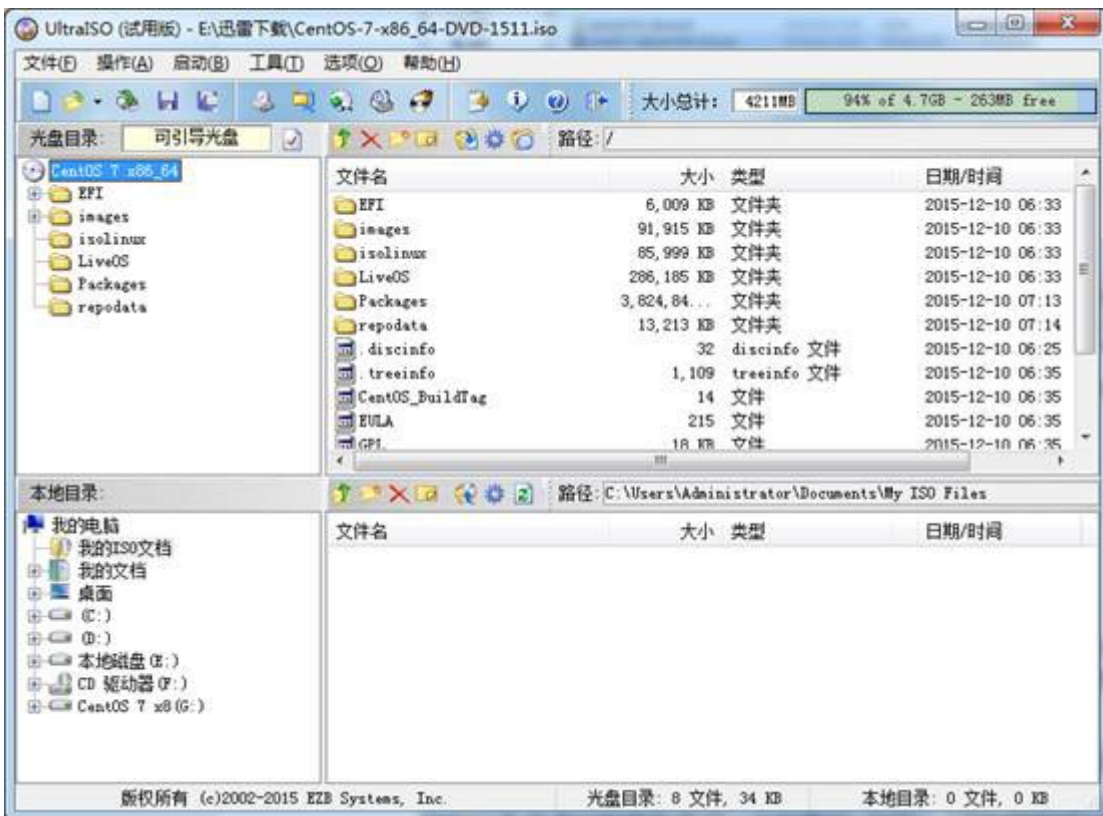 UltraISO (试用版) - E:\迅雷下载\CentOS-7-x86_64-DVD-1511.iso
文件(F) 操作(A) 启动(B) 工具(T) 选项(O) 帮助(H)
大小总计: 4211MB 94% of 4.7GB - 263MB free
光盘目录: 可引导光盘 路径: /
CentOS 7 x86_64
EFI
images
isolinux
LiveOS
Packages
repodata
文件名 大小 类型 日期/时间
EFI 6,009 KB 文件夹 2015-12-10 06:33
images 91,915 KB 文件夹 2015-12-10 06:33
isolinux 85,999 KB 文件夹 2015-12-10 06:33
LiveOS 286,185 KB 文件夹 2015-12-10 06:33
Packages 3,824,84... 文件夹 2015-12-10 07:13
repodata 13,213 KB 文件夹 2015-12-10 07:14
.discinfo 32 discinfo 文件 2015-12-10 06:25
.treeinfo 1,109 treeinfo 文件 2015-12-10 06:35
CentOS_BuildTag 14 文件 2015-12-10 06:35
EULA 215 文件 2015-12-10 06:35
GPL 18 KB 文件 2015-12-10 06:35
本地目录: 路径: C:\Users\Administrator\Documents\My ISO Files
我的电脑
我的ISO文档
我的文档
桌面
(C:)
(D:)
本地磁盘(E:)
CD 驱动器(F:)
CentOS 7 x8(G:)
文件名 大小 类型 日期/时间
版权所有 (c)2002-2015 EZB Systems, Inc. 光盘目录: 8 文件, 34 KB 本地目录: 0 文件, 0 KB